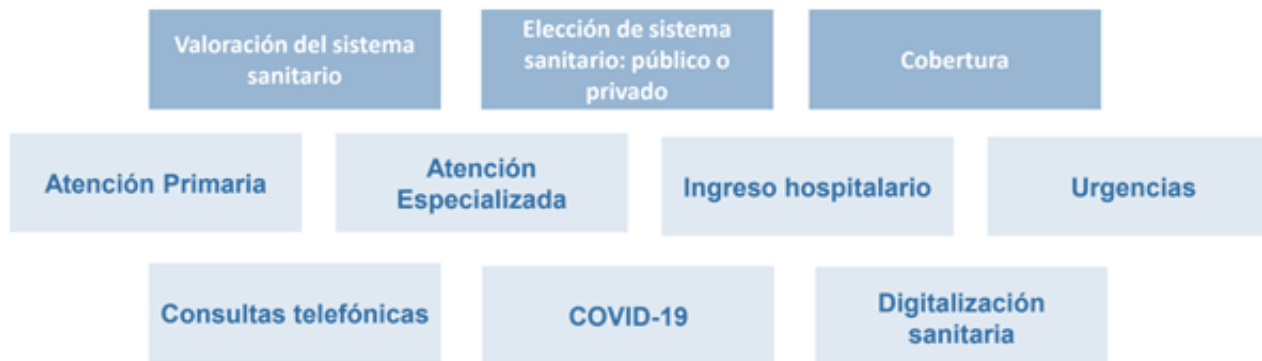 Valoración del sistema
sanitario
Elección de sistema
sanitario: público o
privado
Cobertura
Atención Primaria
Atención
Especializada
Ingreso hospitalario
Urgencias
Consultas telefónicas
COVID-19
Digitalización
sanitaria